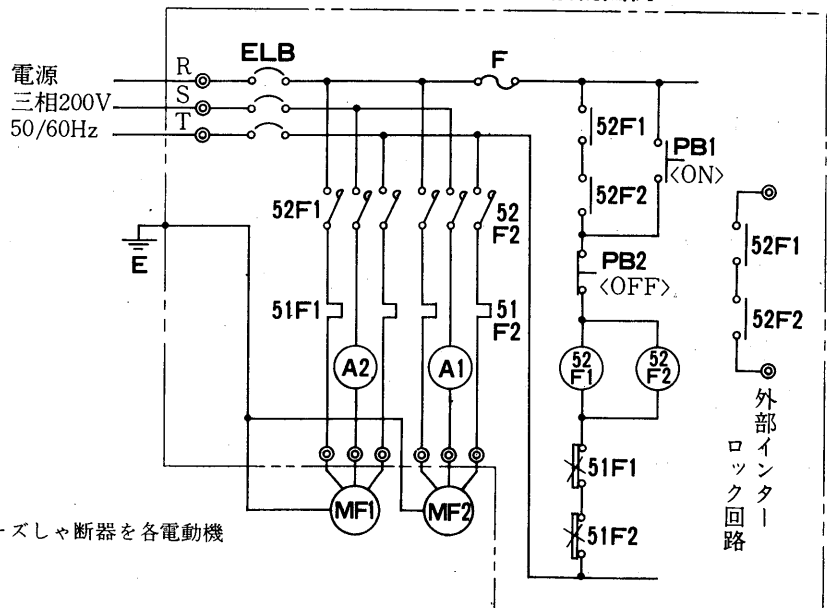 ELB
F
電源
三相200V
50/60Hz
R
S
T
52F1
52F2
PB1
<ON>
52F1
52
F2
E
PB2
<OFF>
52F1
52F2
51F1
51
F2
A2
A1
52
F1
52
F2
外部インター
ロック回路
51F1
51F2
MF1
MF2
ーズしゃ断器を各電動機